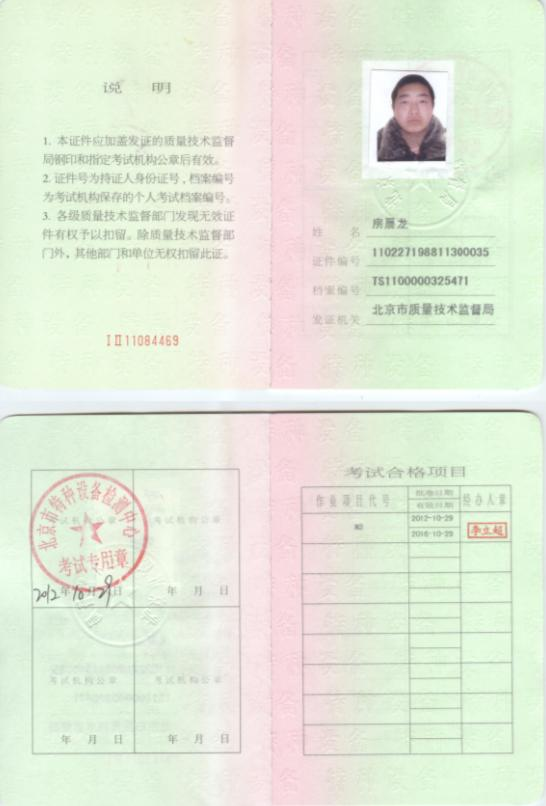 说 明
1. 本证件应加盖发证的质量技术监督
局钢印和指定考试机构公章后有效。
2. 证件号为持证人身份证号，档案编号
为考试机构保存的个人考试档案编号。
3. 各级质量技术监督部门发现无效证
件有权予以扣留。除质量技术监督部
门外，其他部门和单位无权扣留此证。
IⅡ11084469
姓 名 房雁龙
证件编号 110227198811300035
档案编号 TS1100000325471
发证机关 北京市质量技术监督局
北京市特种设备检测中心
考试专用章
考试机构公章
考试机构公章
2012年10月29日
年 月 日
考试机构公章
考试机构公章
年 月 日
年 月 日
考试合格项目
作业项目代号 批准日期 经办人章
有效日期
N2 2012-10-29 李立超
2016-10-29